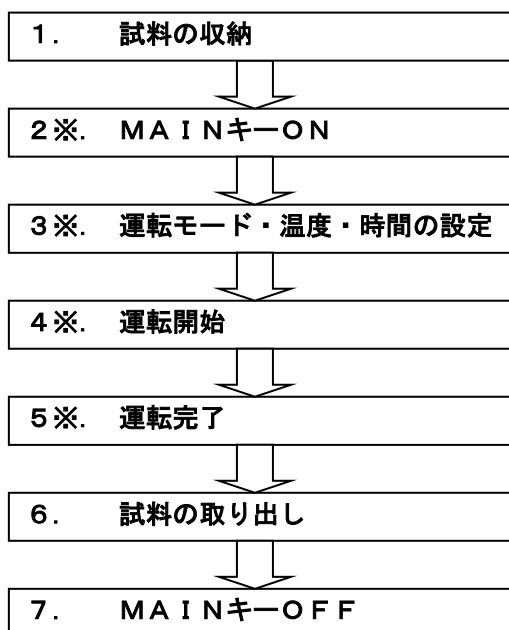 １．　試料の収納
２※．　ＭＡＩＮキーＯＮ
３※．　運転モード・温度・時間の設定
４※．　運転開始
５※．　運転完了
６．　試料の取り出し
７．　ＭＡＩＮキーＯＦＦ